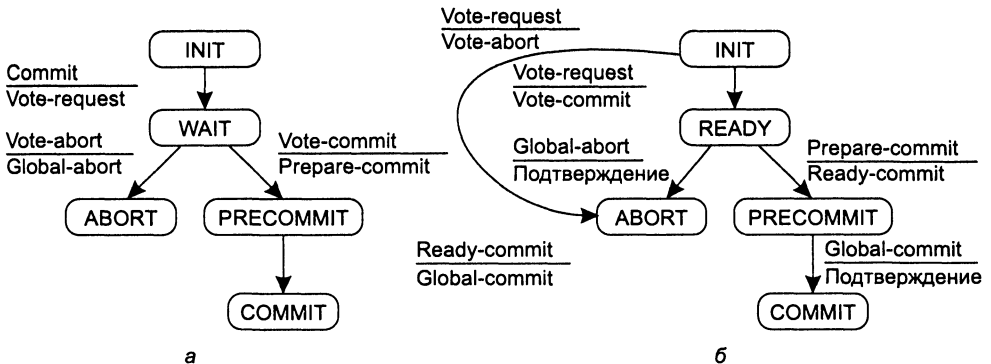 INIT
Commit
Vote-request
WAIT
Vote-abort
Global-abort
Vote-commit
Prepare-commit
ABORT
PRECOMMIT
Ready-commit
Global-commit
COMMIT
а
Vote-request
Vote-abort
INIT
Vote-request
Vote-commit
READY
Global-abort
Подтверждение
Prepare-commit
Ready-commit
ABORT
PRECOMMIT
Global-commit
Подтверждение
COMMIT
б